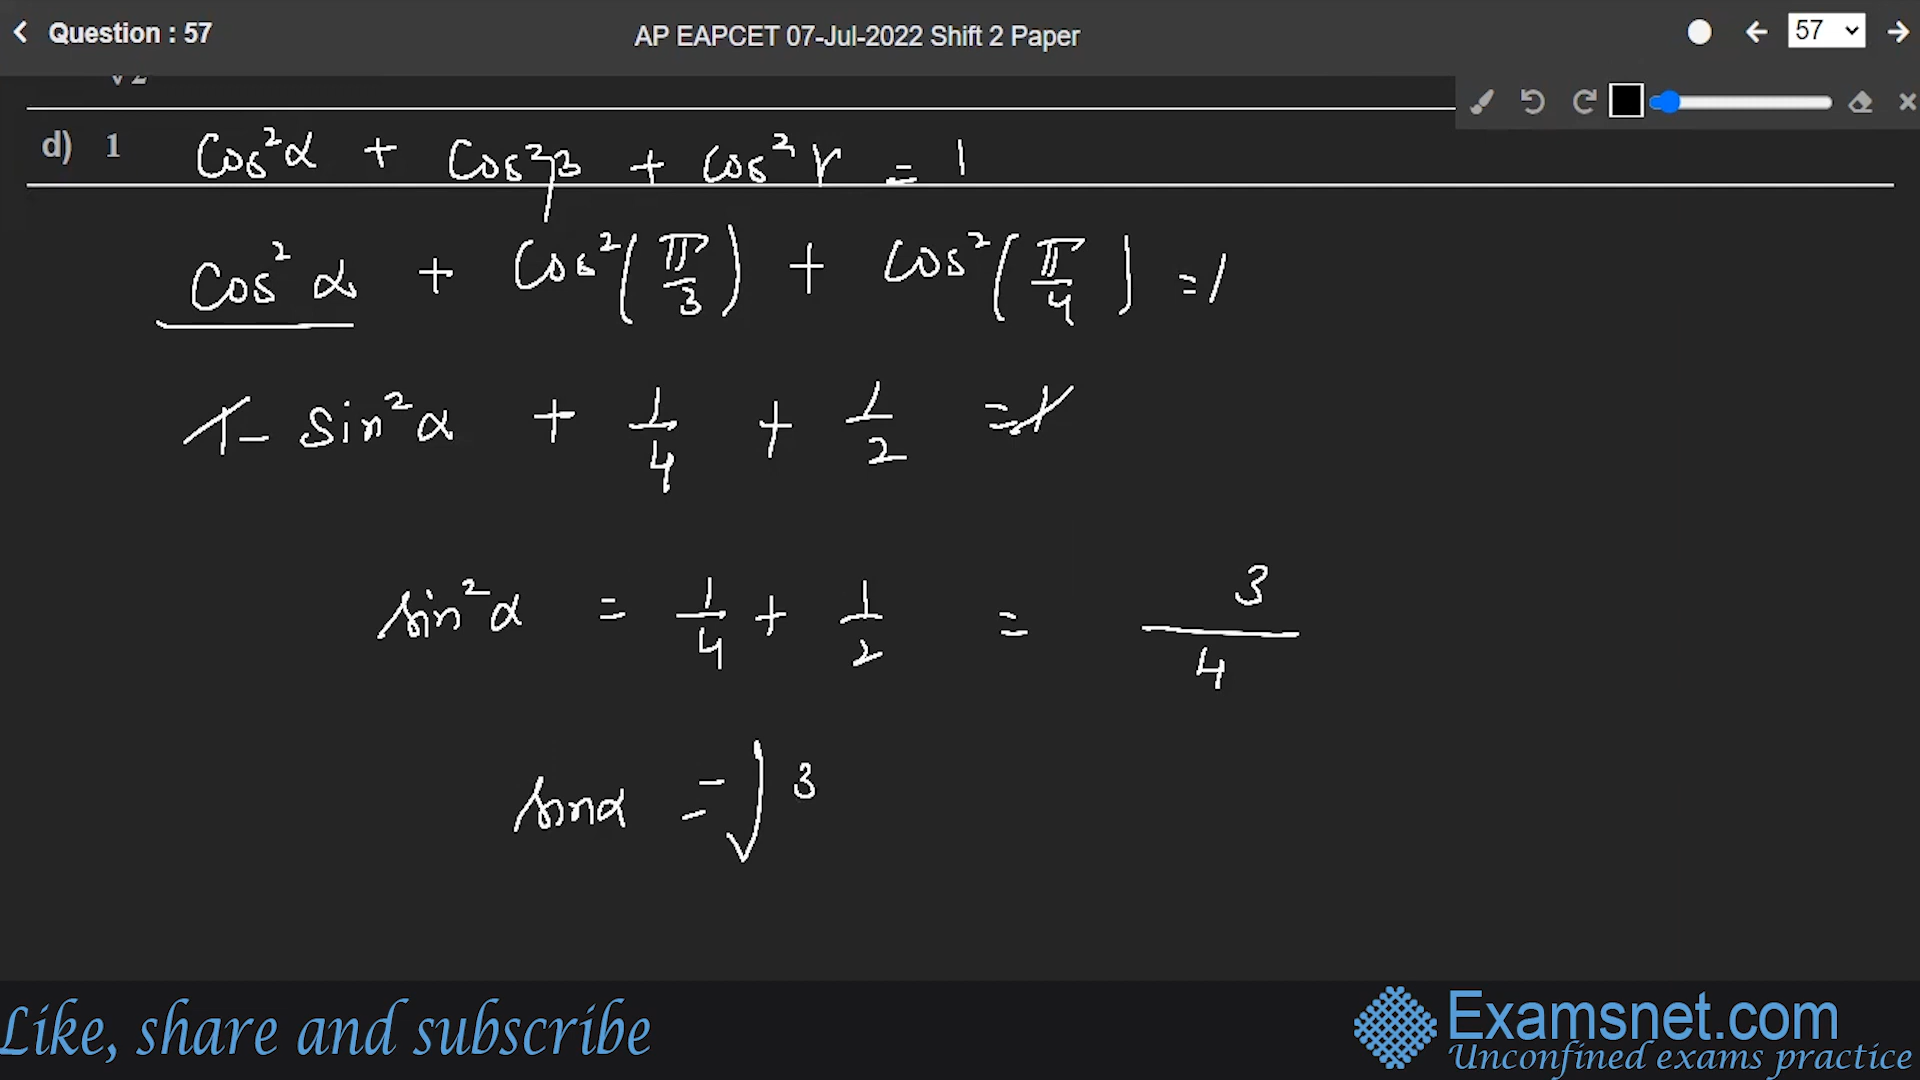 Question : 57
AP EAPCET 07-Jul-2022 Shift 2 Paper
57
√2
d) 1
Cos²α + Cos²β + Cos²γ = 1
Cos²α + Cos²(π/3) + Cos²(π/4) = 1
1 - Sin²α + 1/4 + 1/2 = 1
Sin²α = 1/4 + 1/2 = 3/4
Sinα = √3
Like, share and subscribe
Examsnet.com
Unconfined exams practice